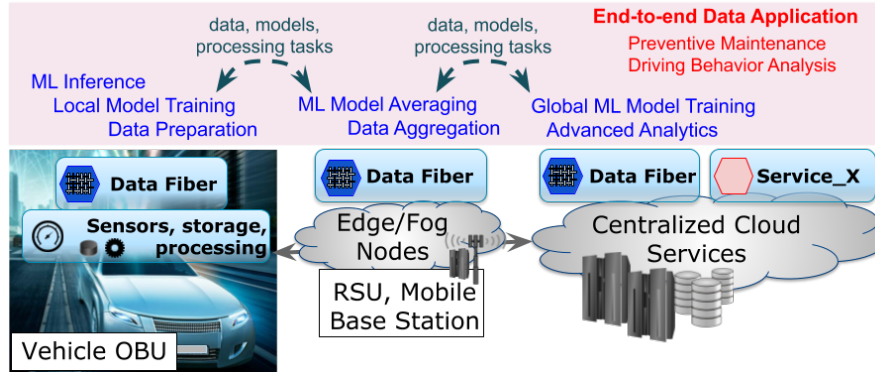 data, models,
processing tasks
data, models,
processing tasks
End-to-end Data Application
Preventive Maintenance
Driving Behavior Analysis
ML Inference
Local Model Training
Data Preparation
ML Model Averaging
Data Aggregation
Global ML Model Training
Advanced Analytics
Data Fiber
Data Fiber
Data Fiber
Service_X
Sensors, storage,
processing
Edge/Fog
Nodes
Centralized Cloud
Services
RSU, Mobile
Base Station
Vehicle OBU